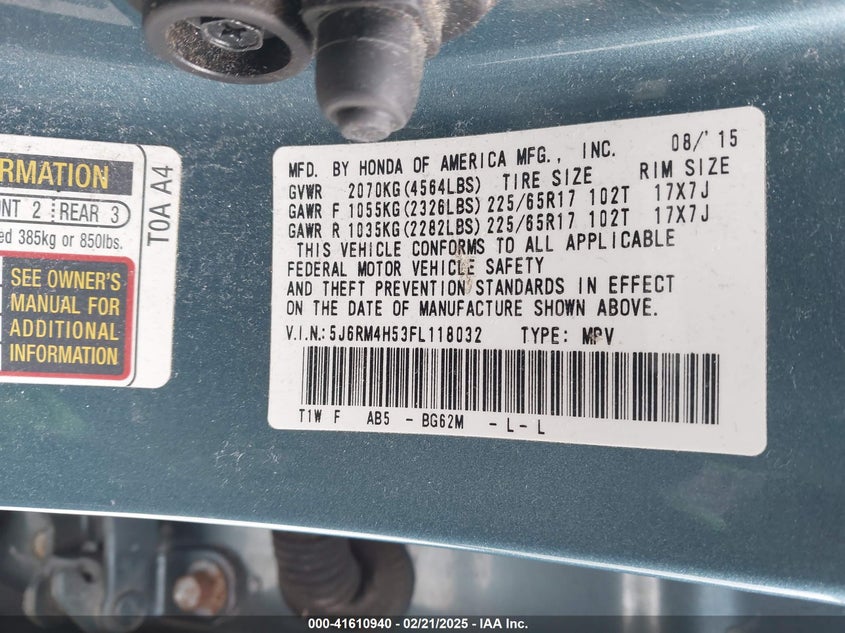 RMATION
NT 2 REAR 3
ed 385kg or 850lbs.
SEE OWNER'S
MANUAL FOR
ADDITIONAL
INFORMATION
T0A A4
MFD. BY HONDA OF AMERICA MFG., INC. 08/'15
GVWR 2070KG(4564LBS) TIRE SIZE RIM SIZE
GAWR F 1055KG(2326LBS) 225/65R17 102T 17X7J
GAWR R 1035KG(2282LBS) 225/65R17 102T 17X7J
THIS VEHICLE CONFORMS TO ALL APPLICABLE
FEDERAL MOTOR VEHICLE SAFETY
AND THEFT PREVENTION STANDARDS IN EFFECT
ON THE DATE OF MANUFACTURE SHOWN ABOVE.
V.I.N.:5J6RM4H53FL118032 TYPE: MPV
T1W F AB5 - BG62M - L- L
000-41610940 - 02/21/2025 - IAA Inc.